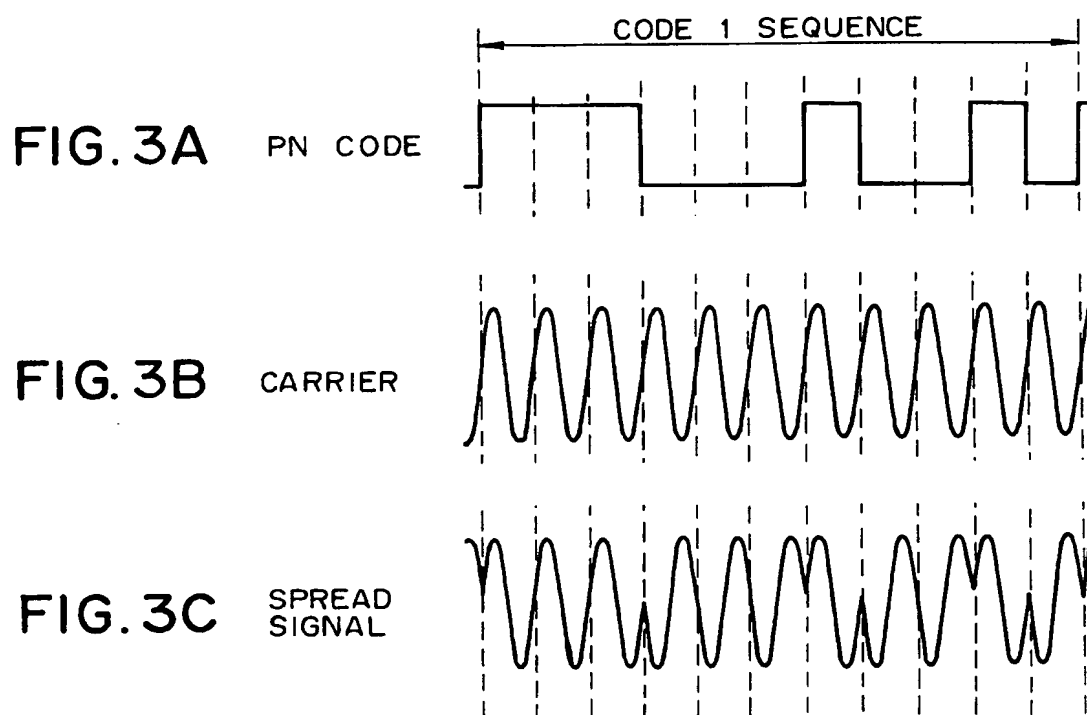 CODE 1 SEQUENCE
FIG. 3A PN CODE
FIG. 3B CARRIER
FIG. 3C SPREAD
SIGNAL